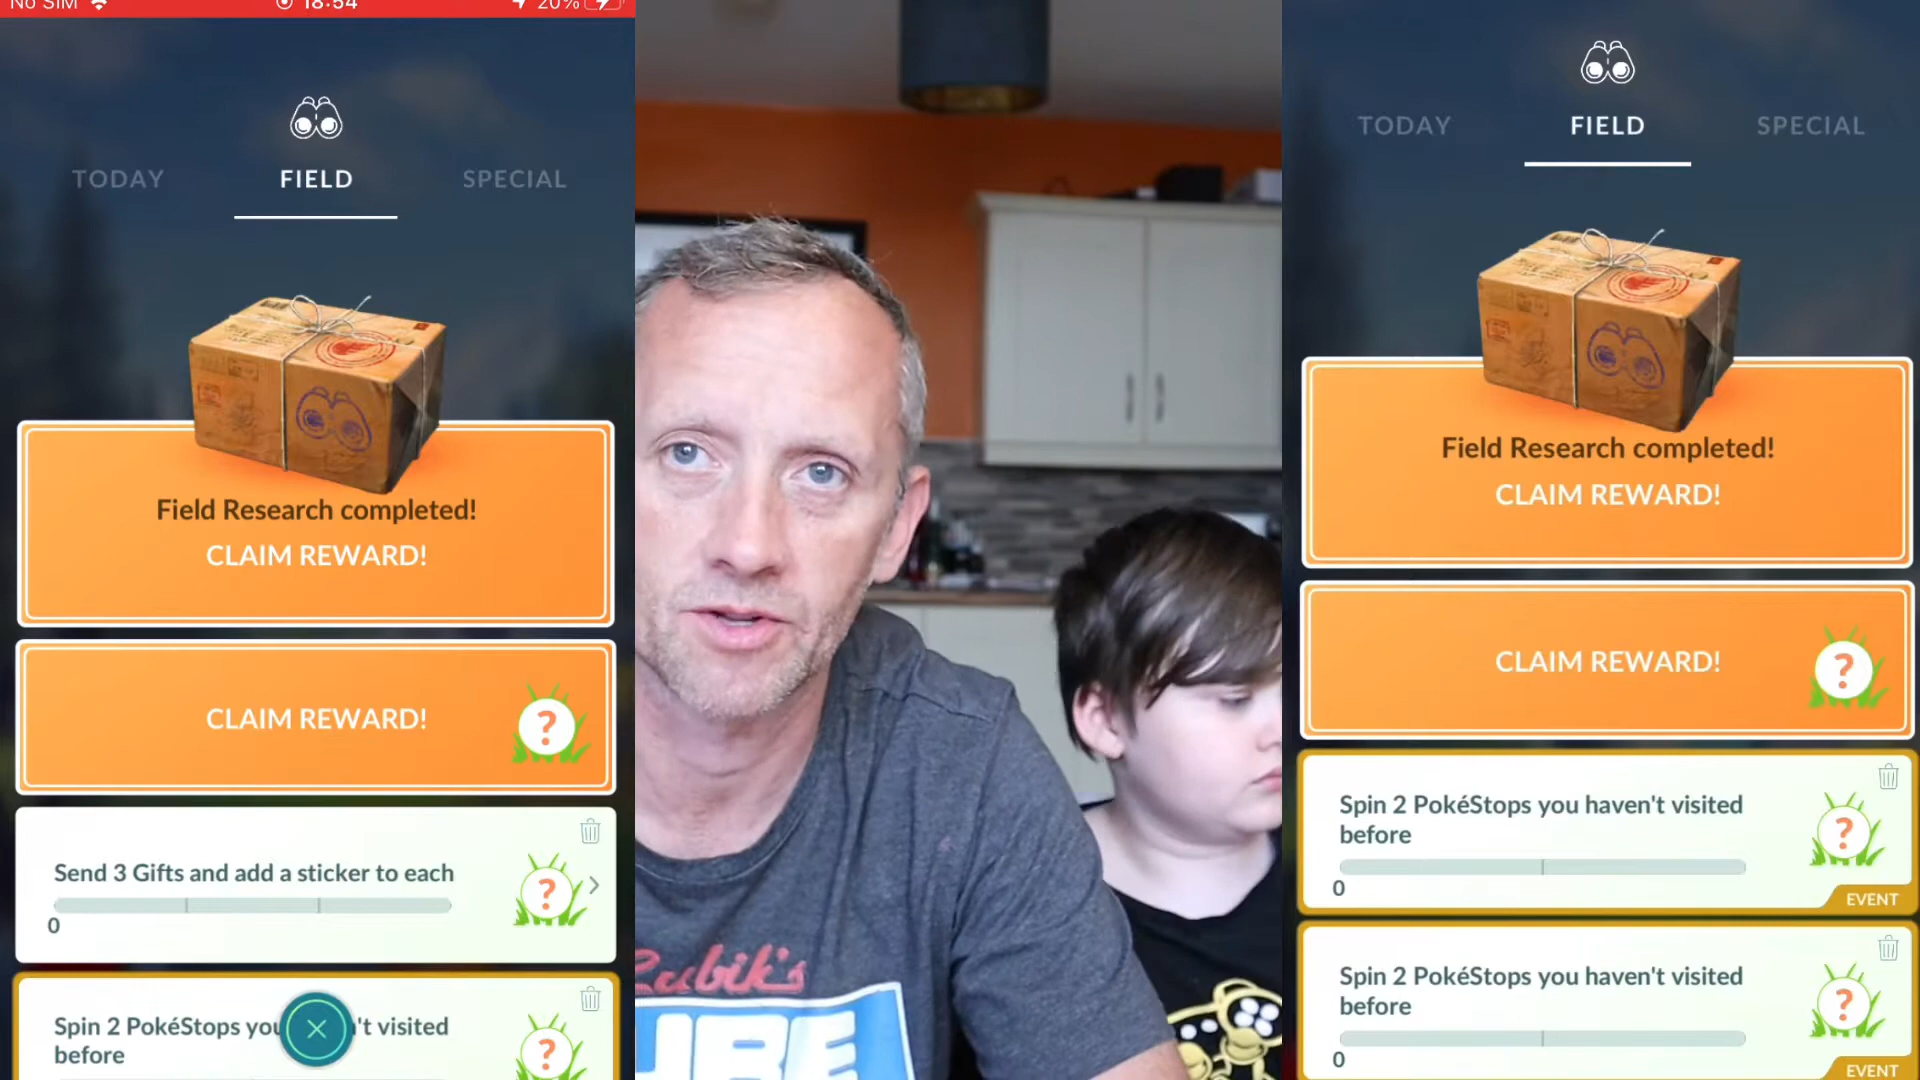 No SIM 18:54 20%
TODAY FIELD SPECIAL
Field Research completed!
CLAIM REWARD!
CLAIM REWARD!
?
Send 3 Gifts and add a sticker to each
?
0
Spin 2 PokéStops you 't visited
before
?
Rubik's
UBE
TODAY FIELD SPECIAL
Field Research completed!
CLAIM REWARD!
CLAIM REWARD!
?
Spin 2 PokéStops you haven't visited
before
?
0
EVENT
Spin 2 PokéStops you haven't visited
before
?
0
EVENT